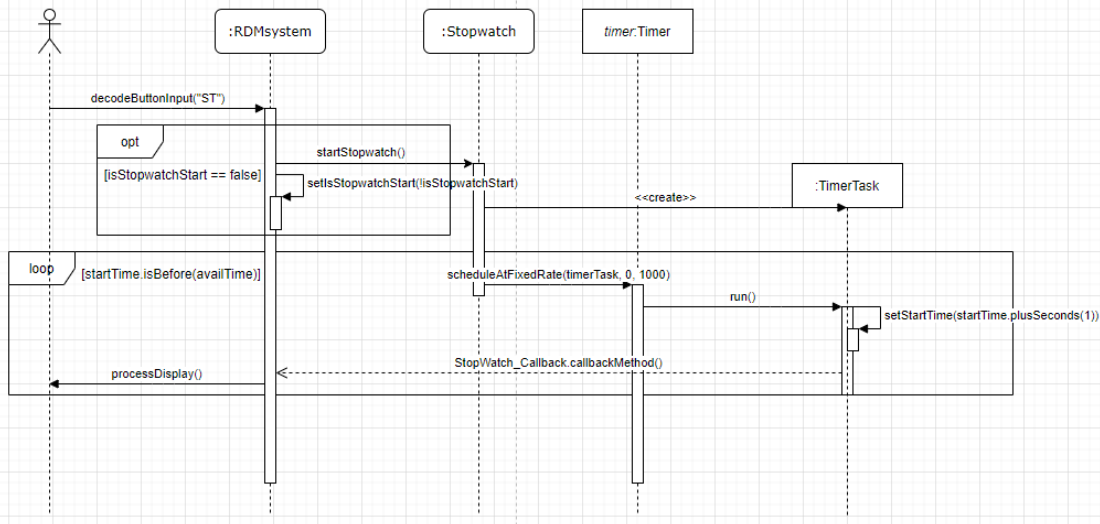 :RDMsystem
:Stopwatch
timer:Timer
decodeButtonInput("ST")
opt
startStopwatch()
[isStopwatchStart == false]
setIsStopwatchStart(!isStopwatchStart)
:TimerTask
<<create>>
loop
[startTime.isBefore(availTime)]
scheduleAtFixedRate(timerTask, 0, 1000)
run()
setStartTime(startTime.plusSeconds(1))
StopWatch_Callback.callbackMethod()
processDisplay()